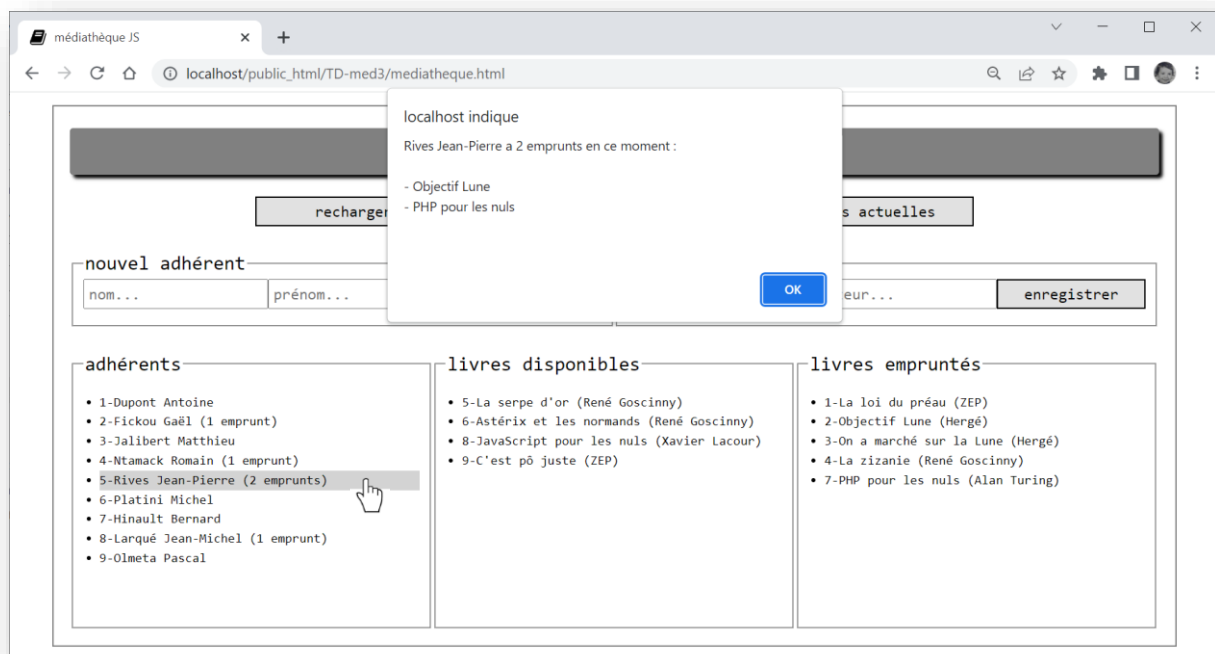 médiathèque JS
localhost/public_html/TD-med3/mediatheque.html
localhost indique
Rives Jean-Pierre a 2 emprunts en ce moment :
- Objectif Lune
- PHP pour les nuls
OK
recharger
s actuelles
nouvel adhérent
nom...
prénom...
eur...
enregistrer
adhérents
• 1-Dupont Antoine
• 2-Fickou Gaël (1 emprunt)
• 3-Jalibert Matthieu
• 4-Ntamack Romain (1 emprunt)
• 5-Rives Jean-Pierre (2 emprunts)
• 6-Platini Michel
• 7-Hinault Bernard
• 8-Larqué Jean-Michel (1 emprunt)
• 9-Olmeta Pascal
livres disponibles
• 5-La serpe d'or (René Goscinny)
• 6-Astérix et les normands (René Goscinny)
• 8-JavaScript pour les nuls (Xavier Lacour)
• 9-C'est pô juste (ZEP)
livres empruntés
• 1-La loi du préau (ZEP)
• 2-Objectif Lune (Hergé)
• 3-On a marché sur la Lune (Hergé)
• 4-La zizanie (René Goscinny)
• 7-PHP pour les nuls (Alan Turing)